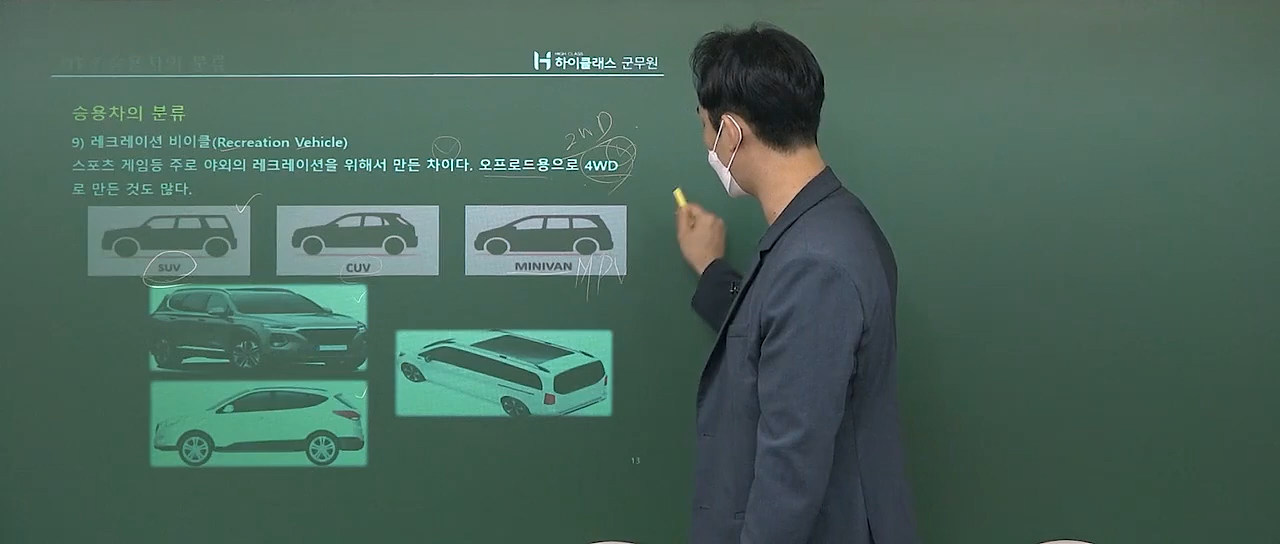 HIGH CLASS
하이클래스 군무원
승용차의 분류
9) 레크레이션 비이클(Recreation Vehicle)
2WD
스포츠 게임등 주로 야외의 레크레이션을 위해서 만든 차이다. 오프로드용으로 4WD
로 만든 것도 많다.
SUV
CUV
MINIVAN
MPV
13